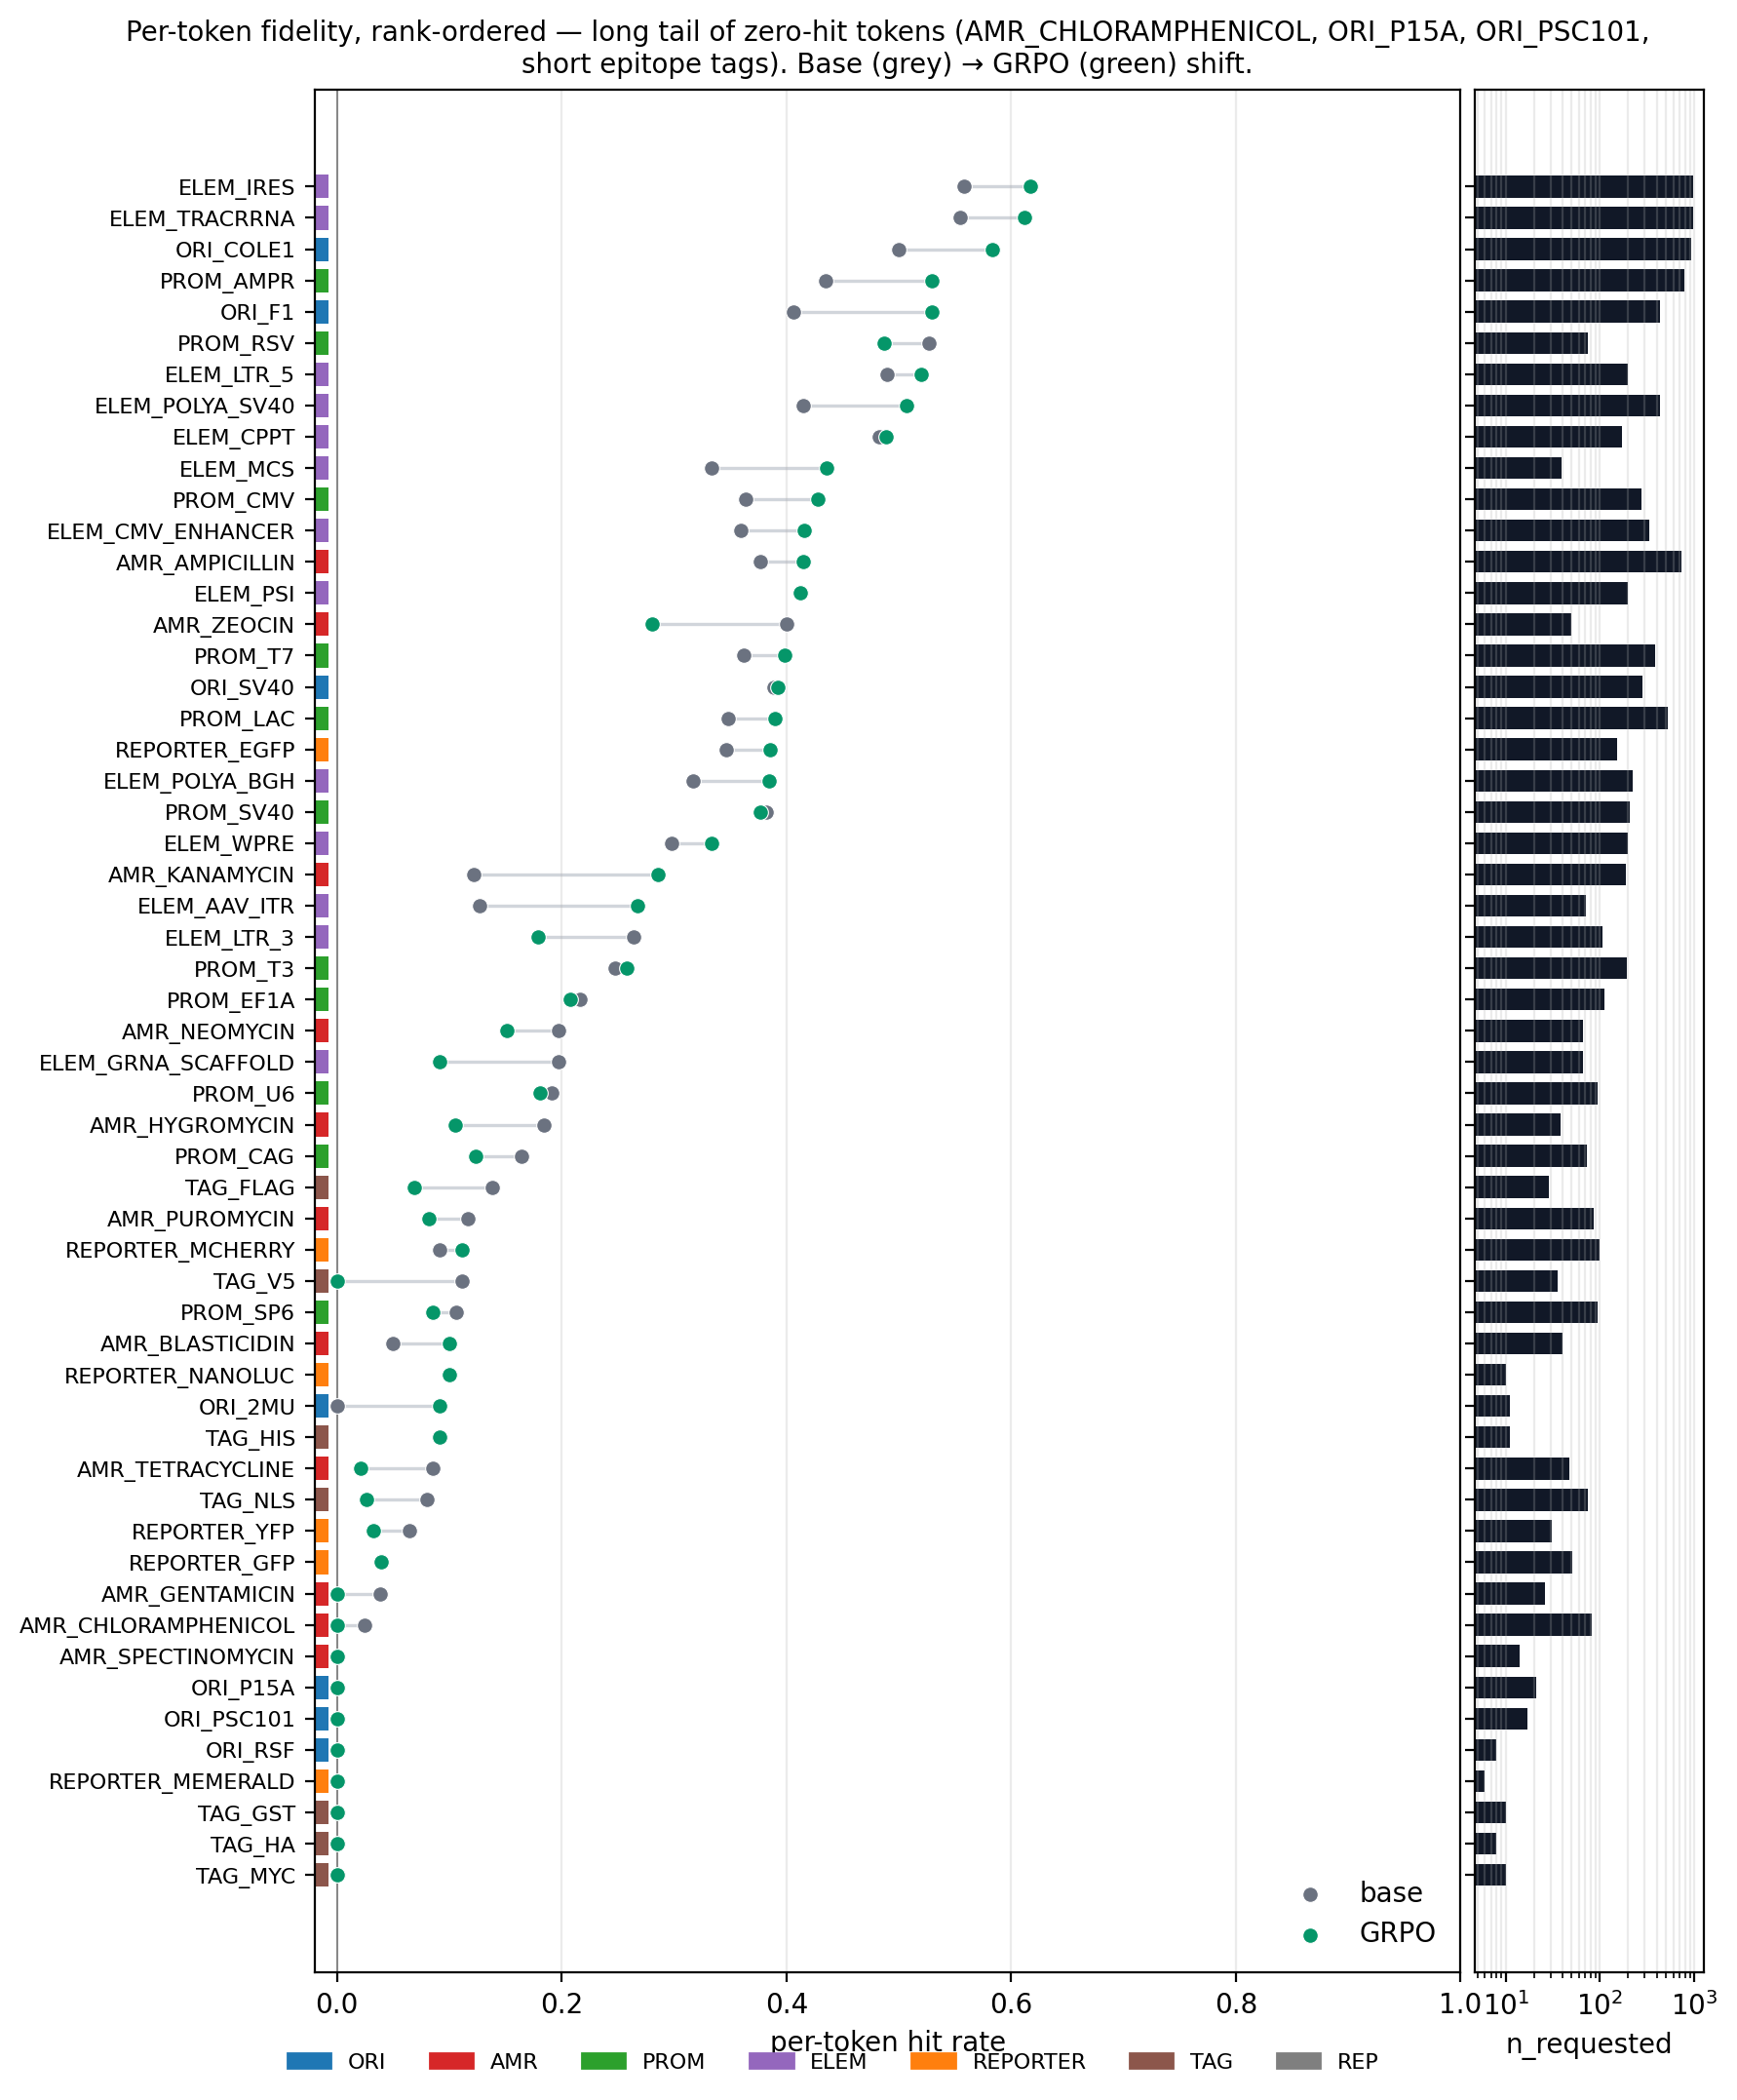 Per-token fidelity, rank-ordered — long tail of zero-hit tokens (AMR_CHLORAMPHENICOL, ORI_P15A, ORI_PSC101,
short epitope tags). Base (grey) → GRPO (green) shift.
ELEM_IRES
ELEM_TRACRRNA
ORI_COLE1
PROM_AMPR
ORI_F1
PROM_RSV
ELEM_LTR_5
ELEM_POLYA_SV40
ELEM_CPPT
ELEM_MCS
PROM_CMV
ELEM_CMV_ENHANCER
AMR_AMPICILLIN
ELEM_PSI
AMR_ZEOCIN
PROM_T7
ORI_SV40
PROM_LAC
REPORTER_EGFP
ELEM_POLYA_BGH
PROM_SV40
ELEM_WPRE
AMR_KANAMYCIN
ELEM_AAV_ITR
ELEM_LTR_3
PROM_T3
PROM_EF1A
AMR_NEOMYCIN
ELEM_GRNA_SCAFFOLD
PROM_U6
AMR_HYGROMYCIN
PROM_CAG
TAG_FLAG
AMR_PUROMYCIN
REPORTER_MCHERRY
TAG_V5
PROM_SP6
AMR_BLASTICIDIN
REPORTER_NANOLUC
ORI_2MU
TAG_HIS
AMR_TETRACYCLINE
TAG_NLS
REPORTER_YFP
REPORTER_GFP
AMR_GENTAMICIN
AMR_CHLORAMPHENICOL
AMR_SPECTINOMYCIN
ORI_P15A
ORI_PSC101
ORI_RSF
REPORTER_MEMERALD
TAG_GST
TAG_HA
TAG_MYC
base
GRPO
0.0 0.2 0.4 0.6 0.8 1.0
10¹ 10² 10³
per-token hit rate
n_requested
ORI AMR PROM ELEM REPORTER TAG REP